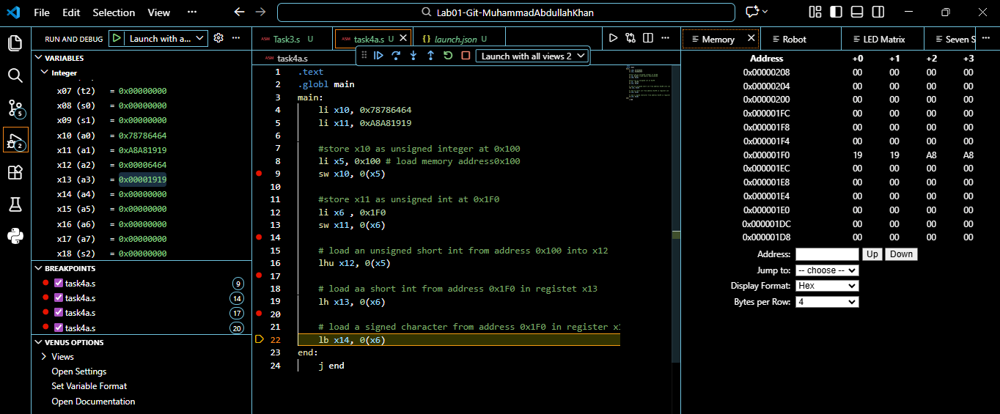 File Edit Selection View ··· Lab01-Git-MuhammadAbdullahKhan
RUN AND DEBUG Launch with a... ···
VARIABLES
Integer
x07 (t2) = 0x00000000
x08 (s0) = 0x00000000
x09 (s1) = 0x00000000
x10 (a0) = 0x78786464
x11 (a1) = 0xA8A81919
x12 (a2) = 0x00006464
x13 (a3) = 0x00001919
x14 (a4) = 0x00000000
x15 (a5) = 0x00000000
x16 (a6) = 0x00000000
x17 (a7) = 0x00000000
x18 (s2) = 0x00000000
BREAKPOINTS
task4a.s 9
task4a.s 14
task4a.s 17
task4a.s 20
VENUS OPTIONS
Views
Open Settings
Set Variable Format
Open Documentation
5
2
ASM Task3.s U ASM task4a.s U {} launch.json U ···
ASM task4a.s
Launch with all views 2
1 .text
2 .globl main
3 main:
4 li x10, 0x78786464
5 li x11, 0xA8A81919
6
7 #store x10 as unsigned integer at 0x100
8 li x5, 0x100 # load memory address0x100
9 sw x10, 0(x5)
10
11 #store x11 as unsigned int at 0x1F0
12 li x6 , 0x1F0
13 sw x11, 0(x6)
14
15 # load an unsigned short int from address 0x100 into x12
16 lhu x12, 0(x5)
17
18 # load aa short int from address 0x1F0 in registet x13
19 lh x13, 0(x6)
20
21 # load a signed character from address 0x1F0 in register x1
22 lb x14, 0(x6)
23 end:
24 j end
Memory Robot LED Matrix Seven S ···
Address +0 +1 +2 +3
0x00000208 00 00 00 00
0x00000204 00 00 00 00
0x00000200 00 00 00 00
0x000001FC 00 00 00 00
0x000001F8 00 00 00 00
0x000001F4 00 00 00 00
0x000001F0 19 19 A8 A8
0x000001EC 00 00 00 00
0x000001E8 00 00 00 00
0x000001E4 00 00 00 00
0x000001E0 00 00 00 00
0x000001DC 00 00 00 00
0x000001D8 00 00 00 00
Address: Up Down
Jump to: -- choose --
Display Format: Hex
Bytes per Row: 4